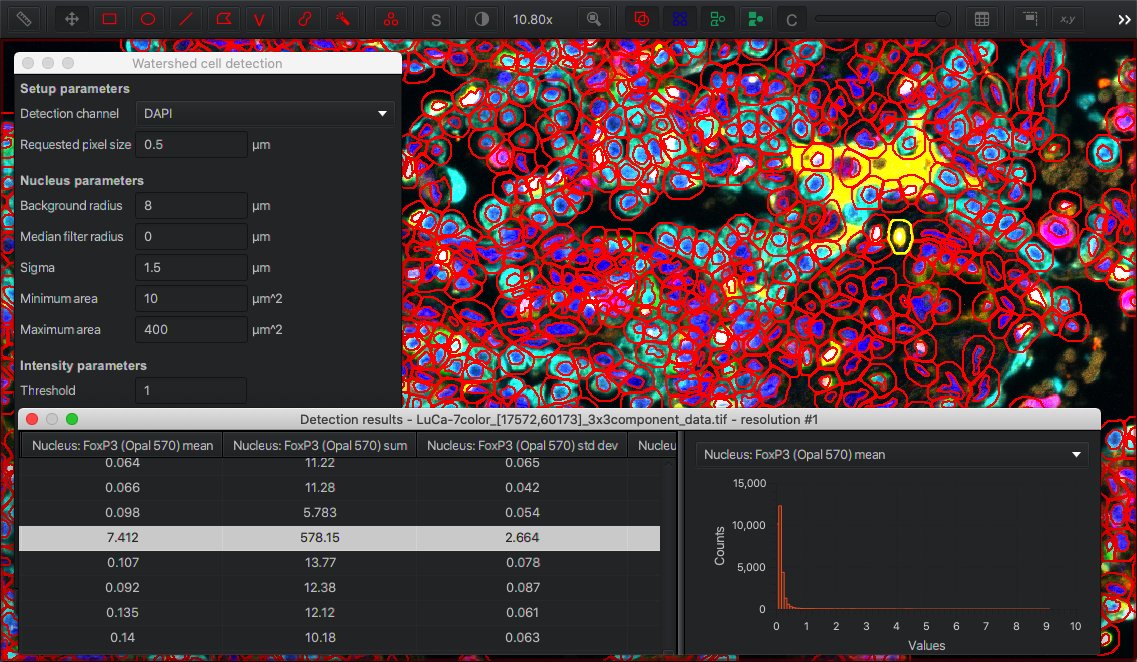 S 10.80x C x,y
Watershed cell detection
Setup parameters
Detection channel DAPI
Requested pixel size 0.5 µm
Nucleus parameters
Background radius 8 µm
Median filter radius 0 µm
Sigma 1.5 µm
Minimum area 10 µm^2
Maximum area 400 µm^2
Intensity parameters
Threshold 1
Detection results - LuCa-7color_[17572,60173]_3x3component_data.tif - resolution #1
Nucleus: FoxP3 (Opal 570) mean Nucleus: FoxP3 (Opal 570) sum Nucleus: FoxP3 (Opal 570) std dev Nucleu
0.064 11.22 0.065
0.066 11.28 0.042
0.098 5.783 0.054
7.412 578.15 2.664
0.107 13.77 0.078
0.092 12.38 0.087
0.135 12.12 0.061
0.14 10.18 0.063
Nucleus: FoxP3 (Opal 570) mean
15,000
10,000
5,000
0
Counts
0 1 2 3 4 5 6 7 8 9 10
Values